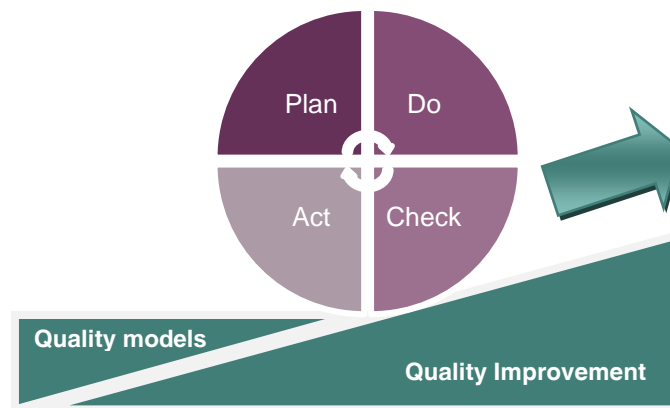 Plan
Do
Act
Check
Quality models
Quality Improvement